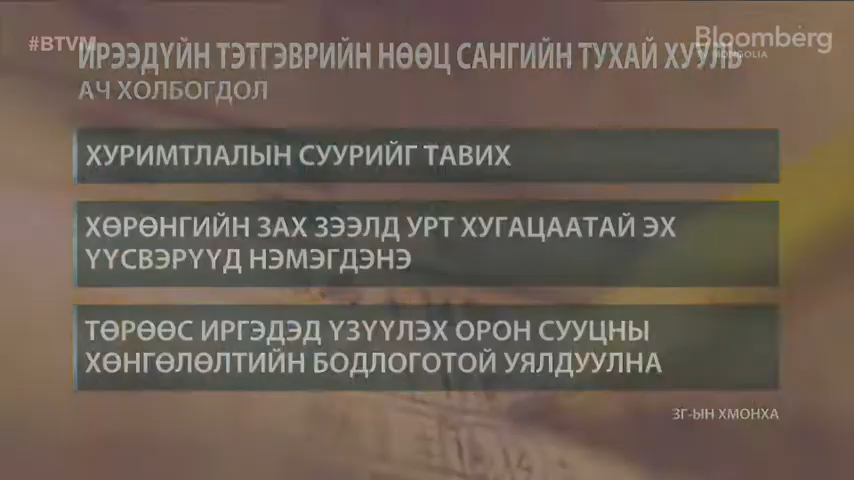 #BTVM
Bloomberg
MONGOLIA
ИРЭЭДҮЙН ТЭТГЭВРИЙН НӨӨЦ САНГИЙН ТУХАЙ ХУУЛЬ
АЧ ХОЛБОГДОЛ
ХУРИМТЛАЛЫН СУУРИЙГ ТАВИХ
ХӨРӨНГИЙН ЗАХ ЗЭЭЛД УРТ ХУГАЦААТАЙ ЭХ
ҮҮСВЭРҮҮД НЭМЭГДЭНЭ
ТӨРӨӨС ИРГЭДЭД ҮЗҮҮЛЭХ ОРОН СУУЦНЫ
ХӨНГӨЛӨЛТИЙН БОДЛОГОТОЙ УЯЛДУУЛНА
ЗГ-ЫН ХМОНХА